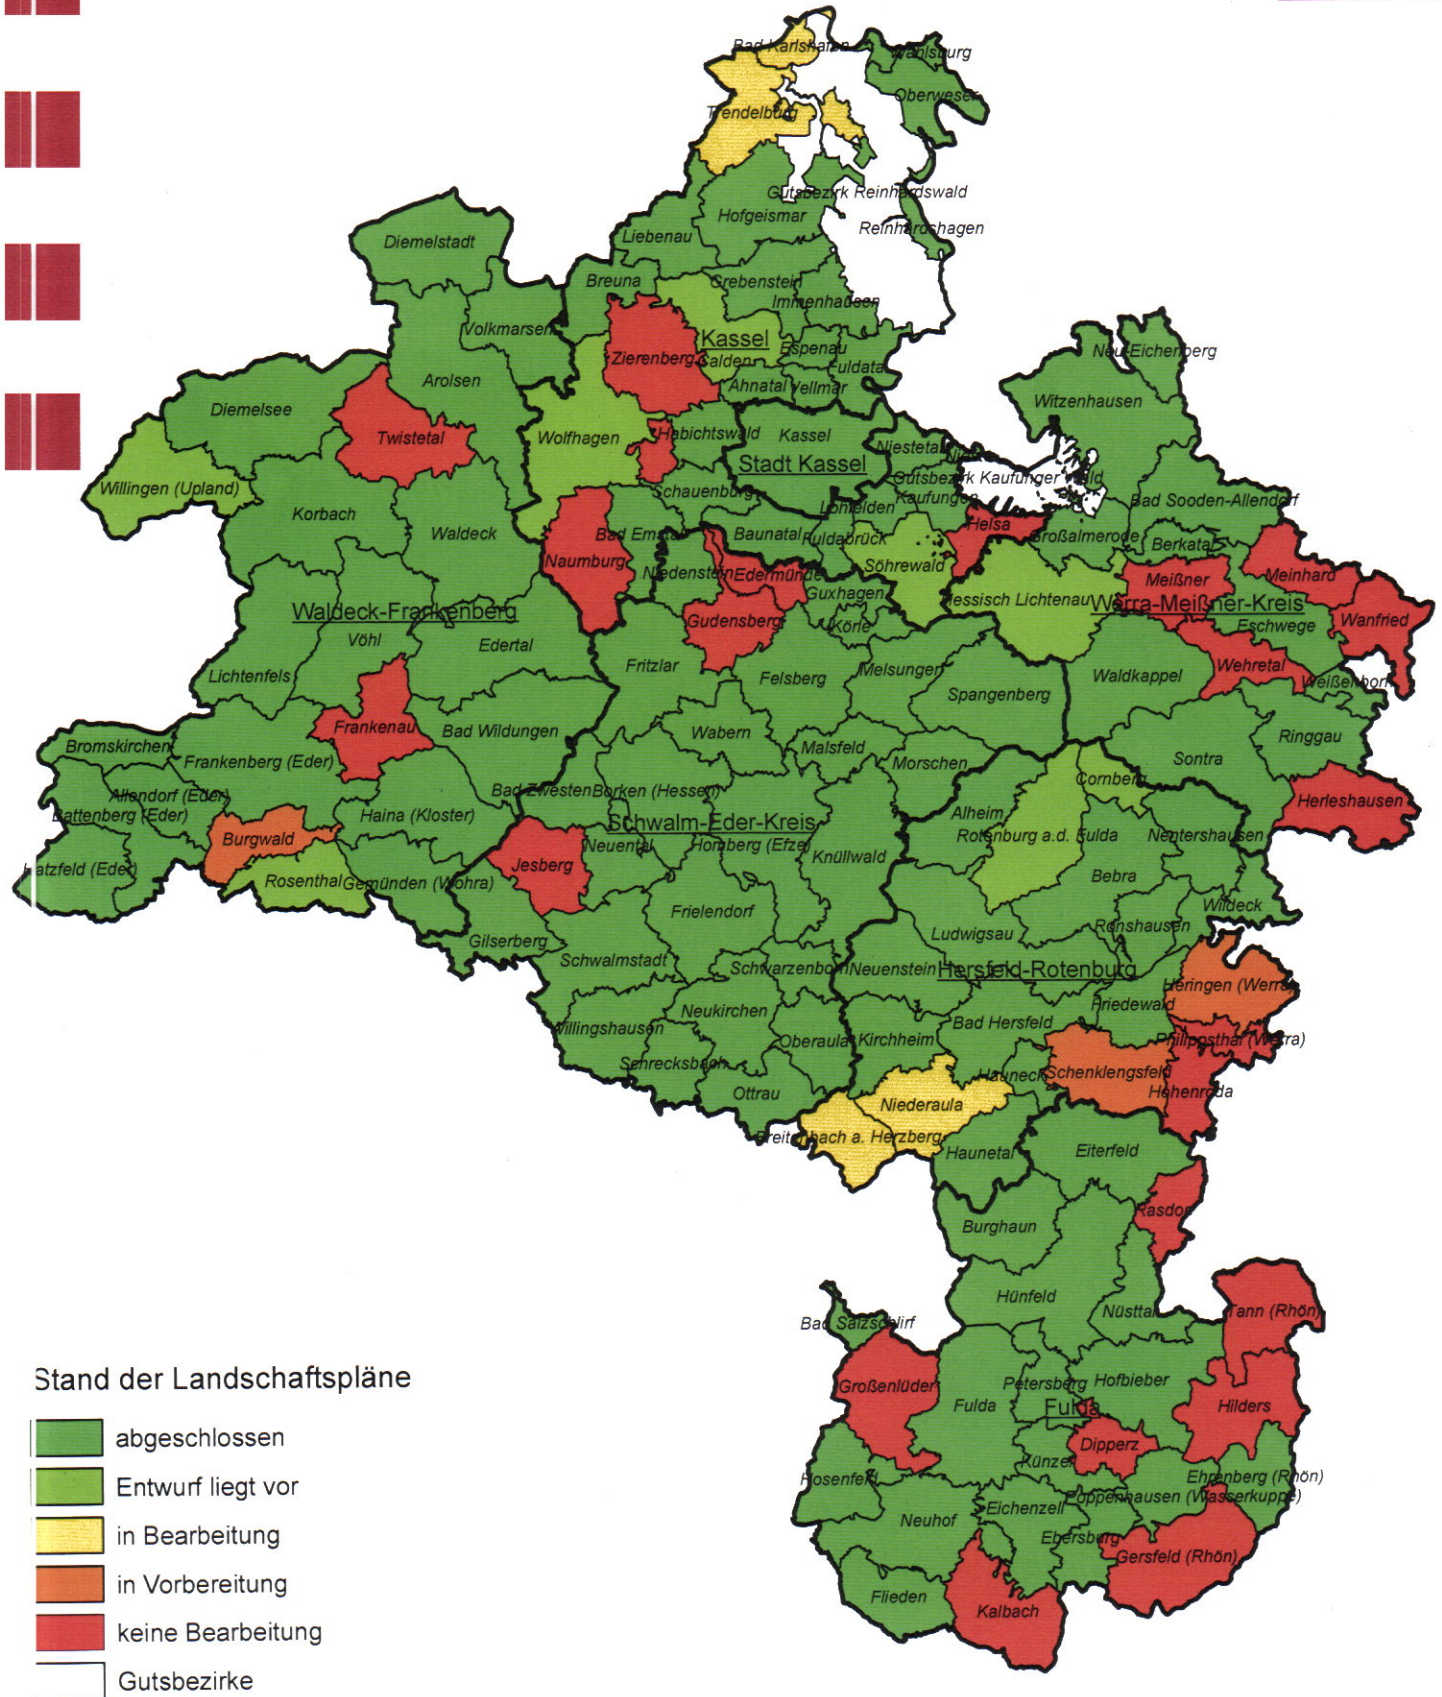 Bad Karlshafen
Wahlsburg
Oberweser
Trendelburg
Gutsbezirk Reinhardswald
Hofgeismar
Reinhardshagen
Liebenau
Diemelstadt
Breuna
Grebenstein
Immenhausen
Volkmarsen
Kassel
Espenau
Neu-Eichenberg
Zierenberg
Calden
Fuldata
Arolsen
Ahnatal
Vellmar
Witzenhausen
Diemelsee
Twistetal
Wolfhagen
Habichtswald
Kassel
Niestetal
Stadt Kassel
Gutsbezirk Kaufunger Wald
Willingen (Upland)
Schauenburg
Kaufungen
Bad Sooden-Allendorf
Korbach
Lohfelden
Waldeck
Bad Emstal
Baunatal
Fuldabrück
Helsa
Großalmerode
Berkatal
Naumburg
Söhrewald
Niedenstein
Edermünde
Meißner
Meinhard
Guxhagen
Hessisch Lichtenau
Werra-Meißner-Kreis
Waldeck-Frankenberg
Gudensberg
Körle
Eschwege
Wanfried
Vöhl
Edertal
Fritzlar
Felsberg
Melsungen
Wehretal
Lichtenfels
Spangenberg
Waldkappel
Weißenborn
Frankenau
Bad Wildungen
Wabern
Ringgau
Bromskirchen
Frankenberg (Eder)
Malsfeld
Morschen
Sontra
Cornberg
Allendorf (Eder)
Bad Zwesten
Borken (Hessen)
Herleshausen
Battenberg (Eder)
Haina (Kloster)
Alheim
Schwalm-Eder-Kreis
Burgwald
Rotenburg a.d. Fulda
Nentershausen
Neuental
Homberg (Efze)
Knüllwald
Jesberg
Hatzfeld (Eder)
Rosenthal
Gemünden (Wohra)
Bebra
Wildeck
Frielendorf
Ronshausen
Gilserberg
Ludwigsau
Schwalmstadt
Schwarzenborn
Neuenstein
Hersfeld-Rotenburg
Heringen (Werra)
Friedewald
Neukirchen
Willingshausen
Bad Hersfeld
Oberaula
Kirchheim
Philippsthal (Werra)
Schrecksbach
Hauneck
Schenklengsfeld
Ottrau
Hohenroda
Niederaula
Breitenbach a. Herzberg
Haunetal
Eiterfeld
Rasdorf
Burghaun
Hünfeld
Nüsttal
Tann (Rhön)
Bad Salzschlirf
Großenlüder
Petersberg
Hofbieber
Fulda
Fulda
Hilders
Dipperz
Künzel
Hosenfeld
Ehrenberg (Rhön)
Poppenhausen (Wasserkuppe)
Eichenzell
Neuhof
Ebersburg
Gersfeld (Rhön)
Flieden
Kalbach
Stand der Landschaftspläne
abgeschlossen
Entwurf liegt vor
in Bearbeitung
in Vorbereitung
keine Bearbeitung
Gutsbezirke